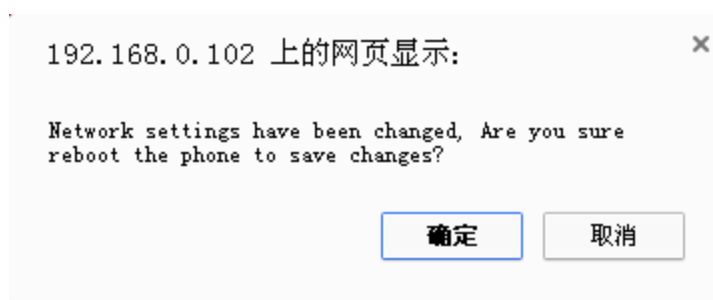 192.168.0.102 上的网页显示:
Network settings have been changed, Are you sure
reboot the phone to save changes?
确定
取消